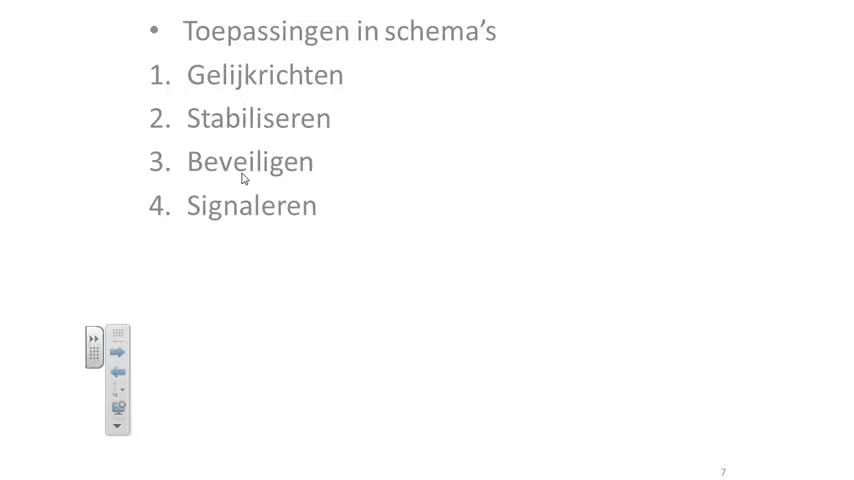 • Toepassingen in schema’s
1. Gelijkrichten
2. Stabiliseren
3. Beveiligen
4. Signaleren
7